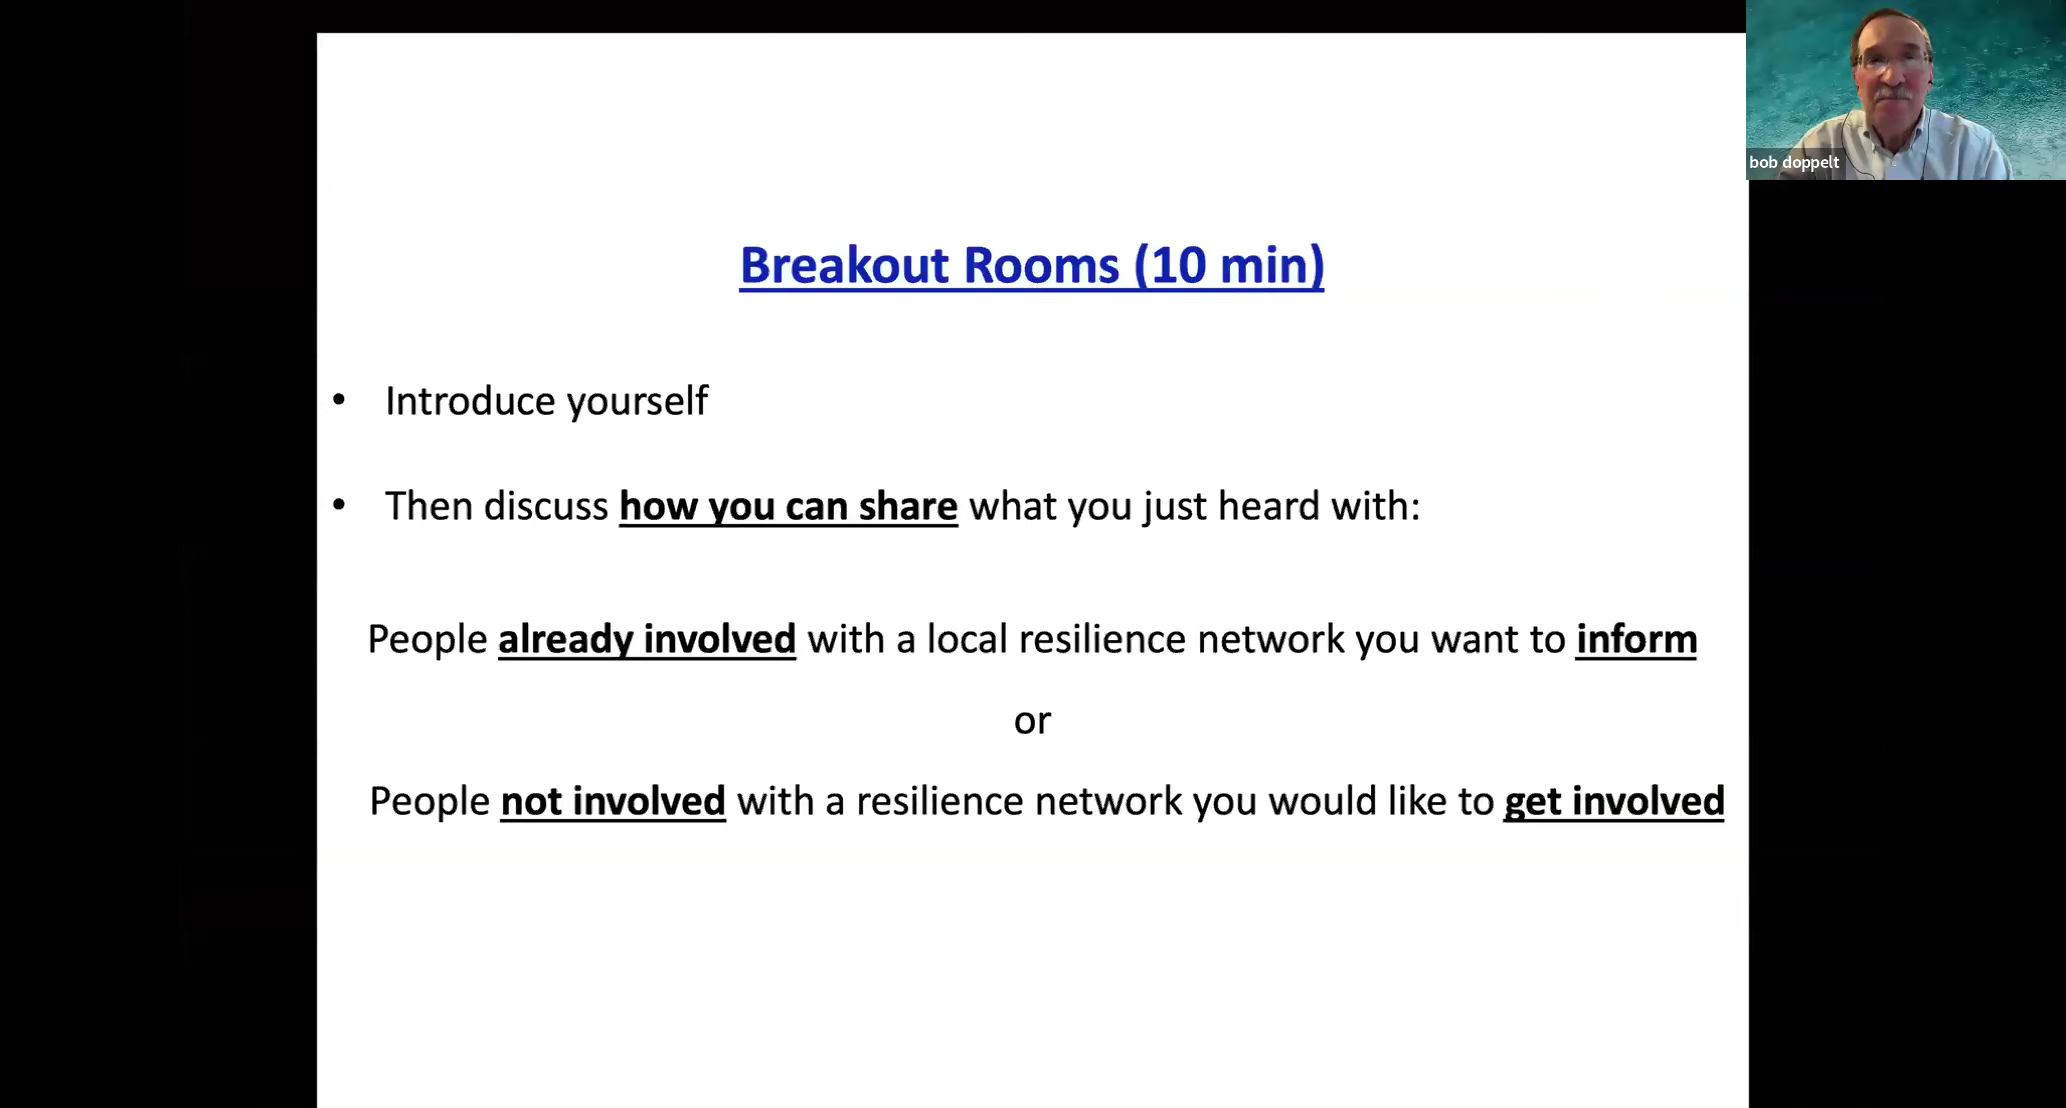 bob doppelt
Breakout Rooms (10 min)
• Introduce yourself
• Then discuss how you can share what you just heard with:
People already involved with a local resilience network you want to inform
or
People not involved with a resilience network you would like to get involved